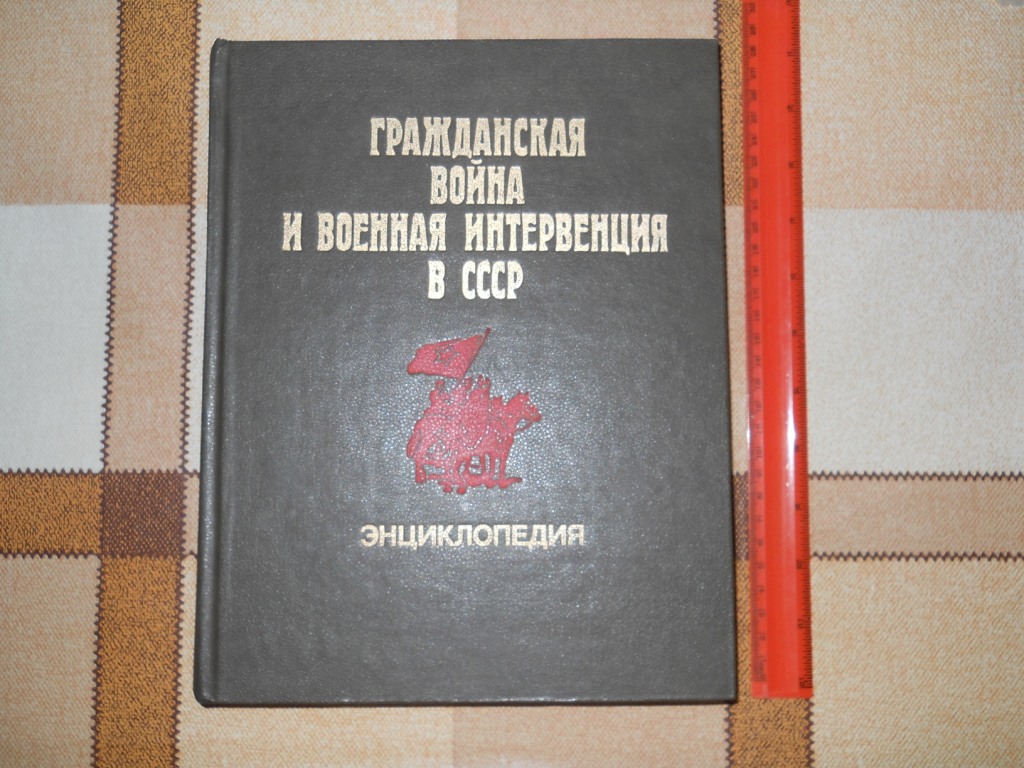 ГРАЖДАНСКАЯ
ВОЙНА
И ВОЕННАЯ ИНТЕРВЕНЦИЯ
В СССР
ЭНЦИКЛОПЕДИЯ